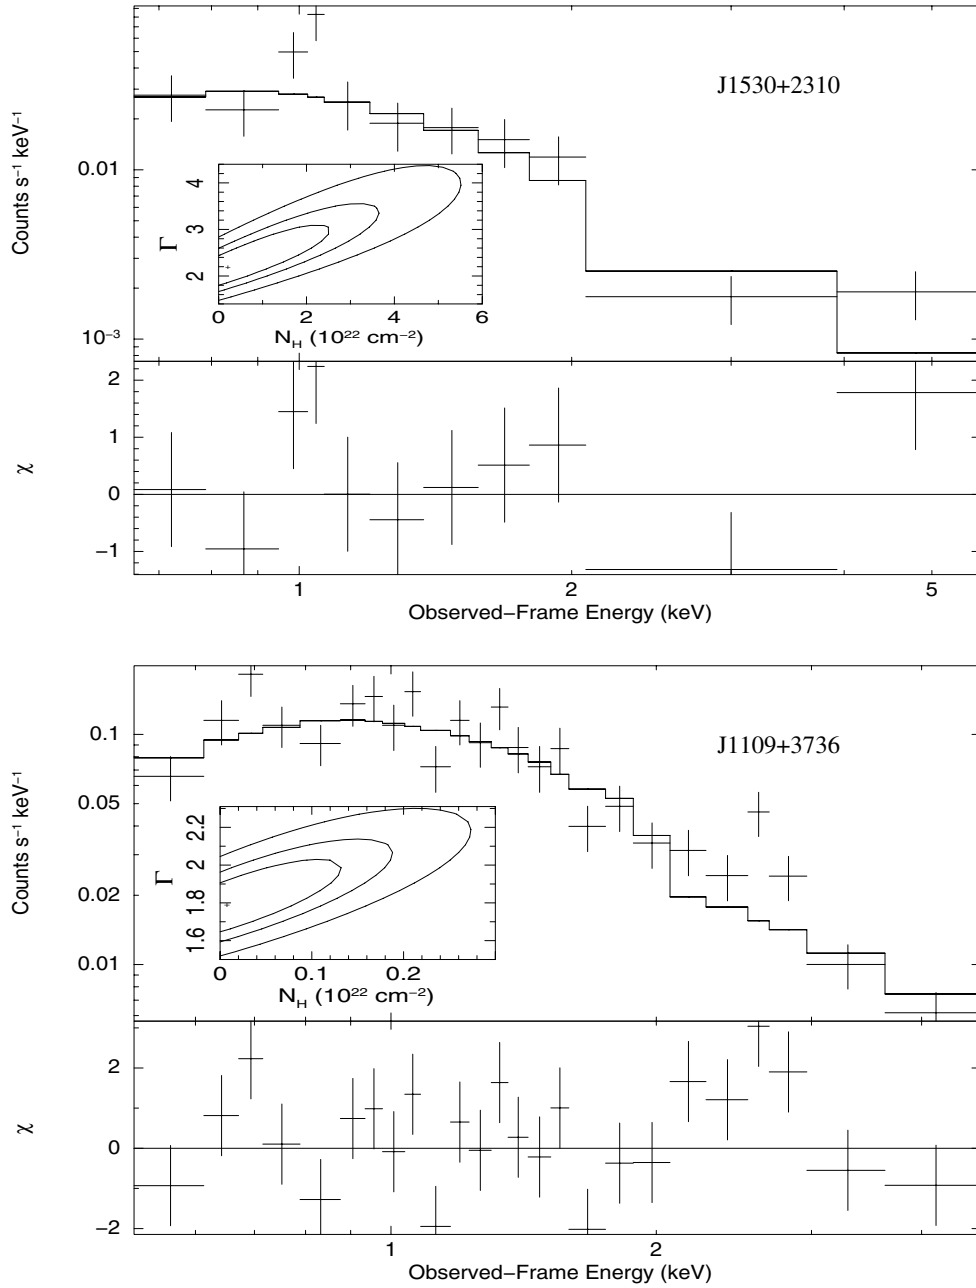 J1530+2310
Counts s⁻¹ keV⁻¹
0.01
10⁻³
Γ
4
3
2
0 2 4 6
N_H (10²² cm⁻²)
χ
2
1
0
−1
1 2 5
Observed−Frame Energy (keV)
J1109+3736
Counts s⁻¹ keV⁻¹
0.1
0.05
0.02
0.01
Γ
2.2
2
1.8
1.6
0 0.1 0.2
N_H (10²² cm⁻²)
χ
2
0
−2
1 2
Observed−Frame Energy (keV)